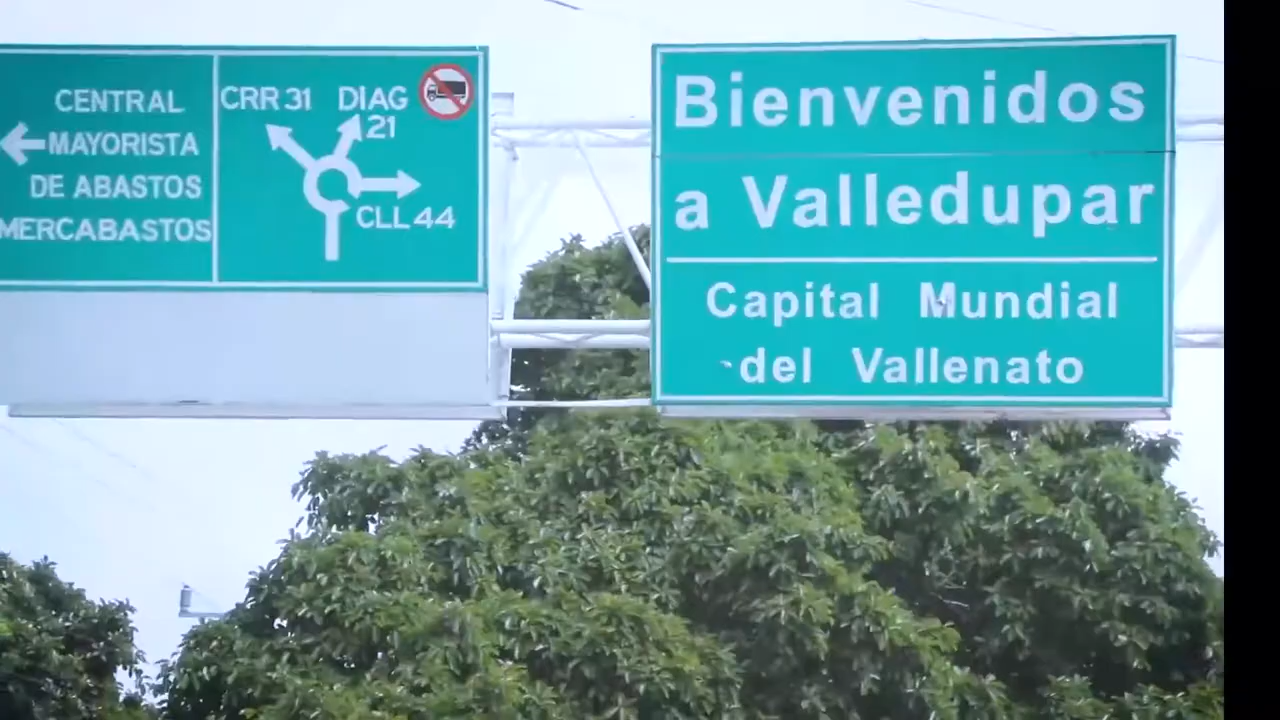 CENTRAL
MAYORISTA
DE ABASTOS
MERCABASTOS
CRR 31
DIAG
21
CLL 44
Bienvenidos
a Valledupar
Capital Mundial
del Vallenato